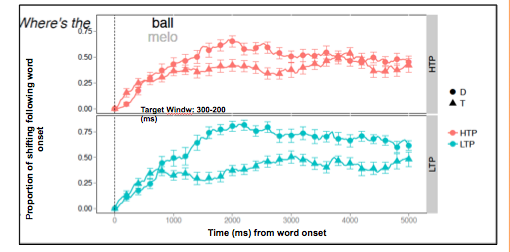 Where's the ball
melo
Proportion of shifting following word onset
0.75
0.50
0.25
0.00
HTP
Target Windw: 300-200
(ms)
0.75
0.50
0.25
0.00
LTP
0 1000 2000 3000 4000 5000
Time (ms) from word onset
D
T
HTP
LTP